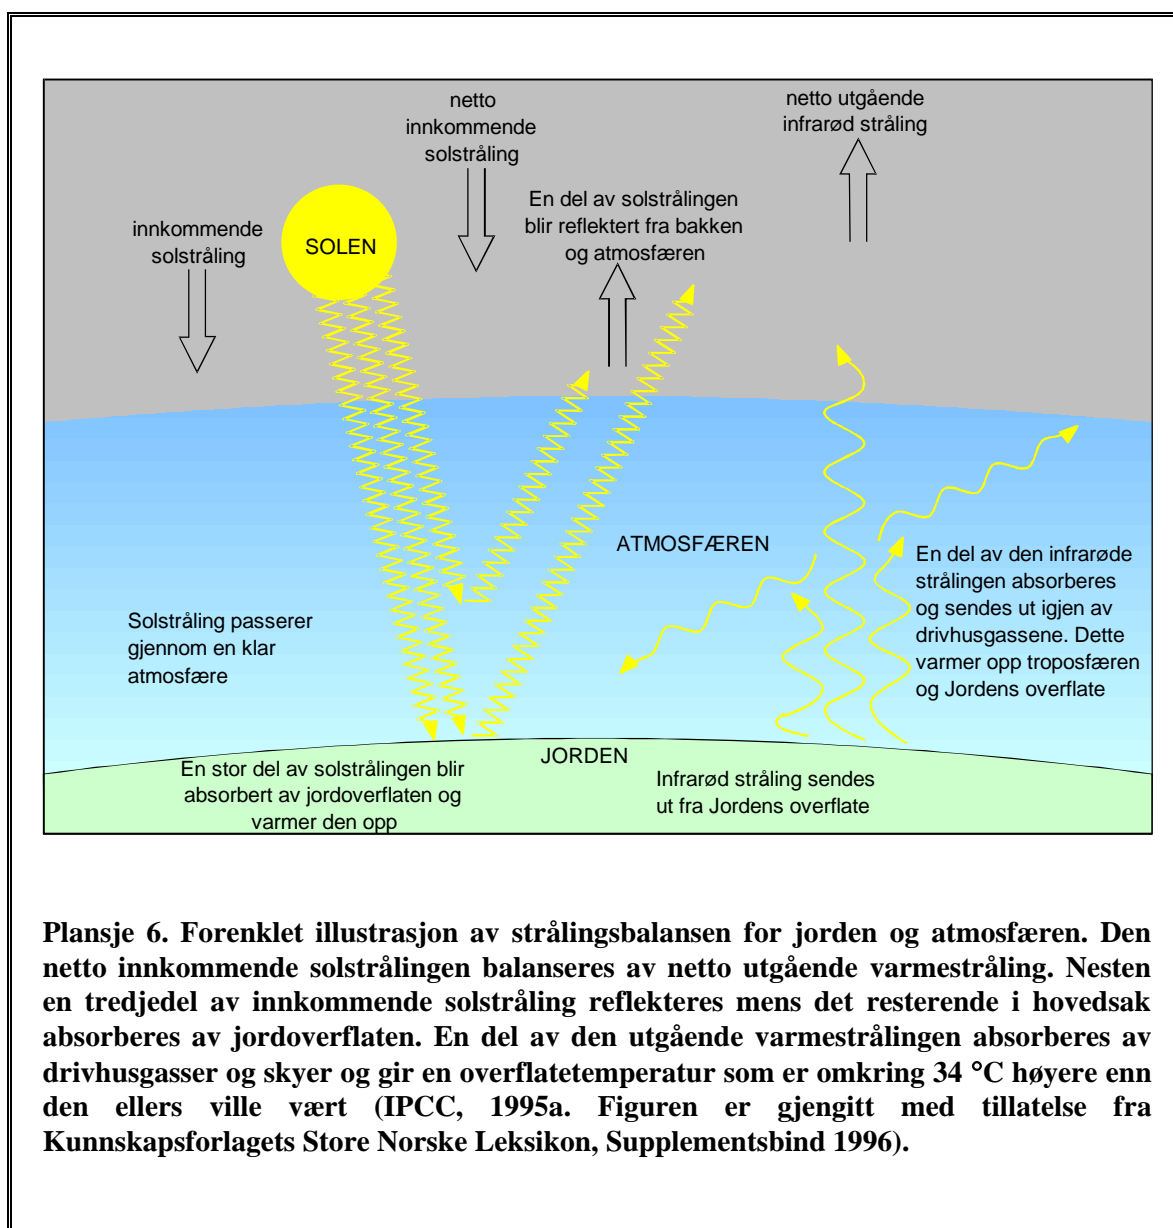 netto
innkommende
solstråling
netto utgående
infrarød stråling
innkommende
solstråling
SOLEN
En del av solstrålingen
blir reflektert fra bakken
og atmosfæren
ATMOSFÆREN
Solstråling passerer
gjennom en klar
atmosfære
En del av den infrarøde
strålingen absorberes
og sendes ut igjen av
drivhusgassene. Dette
varmer opp troposfæren
og Jordens overflate
JORDEN
En stor del av solstrålingen blir
absorbert av jordoverflaten og
varmer den opp
Infrarød stråling sendes
ut fra Jordens overflate
Plansje 6. Forenklet illustrasjon av strålingsbalansen for jorden og atmosfæren. Den
netto innkommende solstrålingen balanseres av netto utgående varmestråling. Nesten
en tredjedel av innkommende solstråling reflekteres mens det resterende i hovedsak
absorberes av jordoverflaten. En del av den utgående varmestrålingen absorberes av
drivhusgasser og skyer og gir en overflatetemperatur som er omkring 34 °C høyere enn
den ellers ville vært (IPCC, 1995a. Figuren er gjengitt med tillatelse fra
Kunnskapsforlagets Store Norske Leksikon, Supplementsbind 1996).